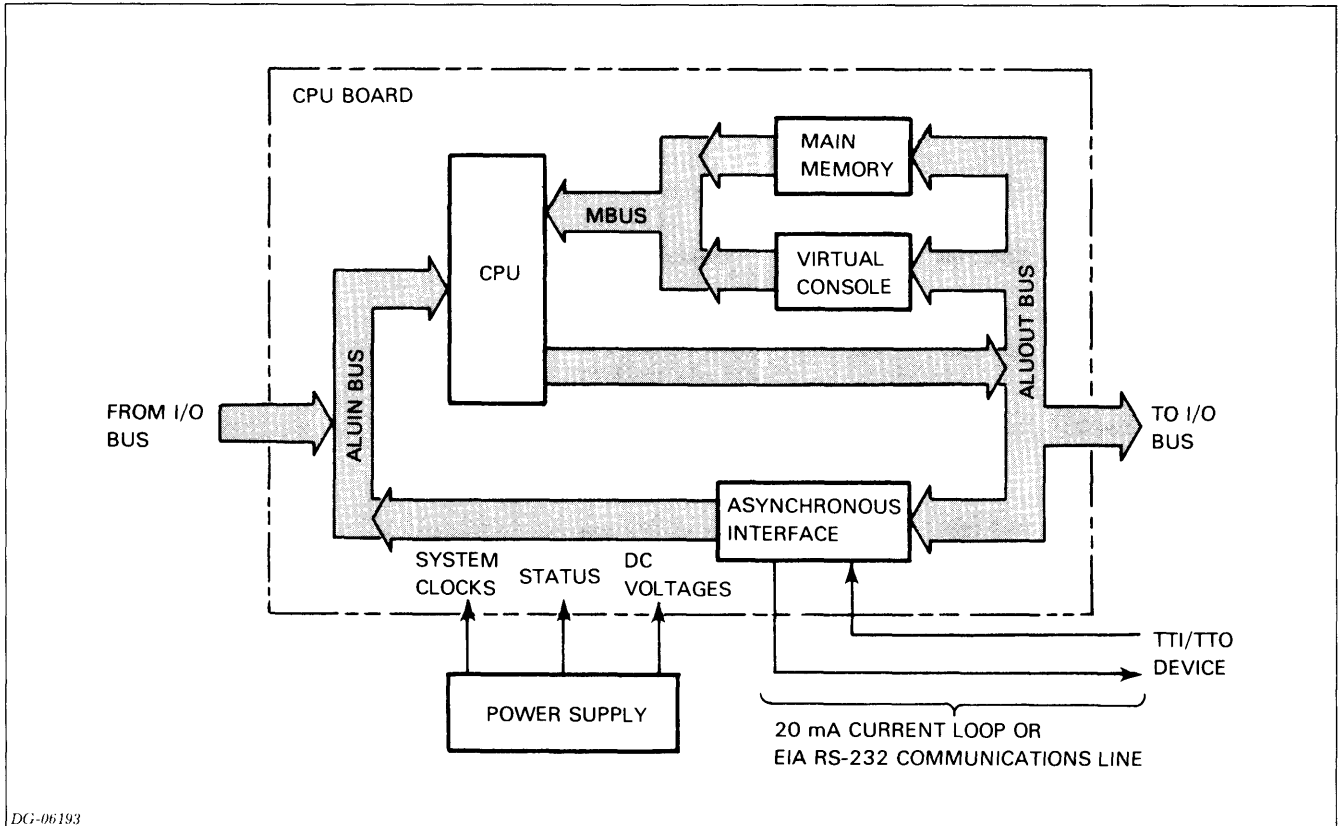 CPU BOARD
MAIN
MEMORY
MBUS
CPU
VIRTUAL
CONSOLE
ALUIN BUS
ALUOUT BUS
FROM I/O
BUS
TO I/O
BUS
ASYNCHRONOUS
INTERFACE
SYSTEM
CLOCKS
STATUS
DC
VOLTAGES
TTI/TTO
DEVICE
POWER SUPPLY
20 mA CURRENT LOOP OR
EIA RS-232 COMMUNICATIONS LINE
DG-06193